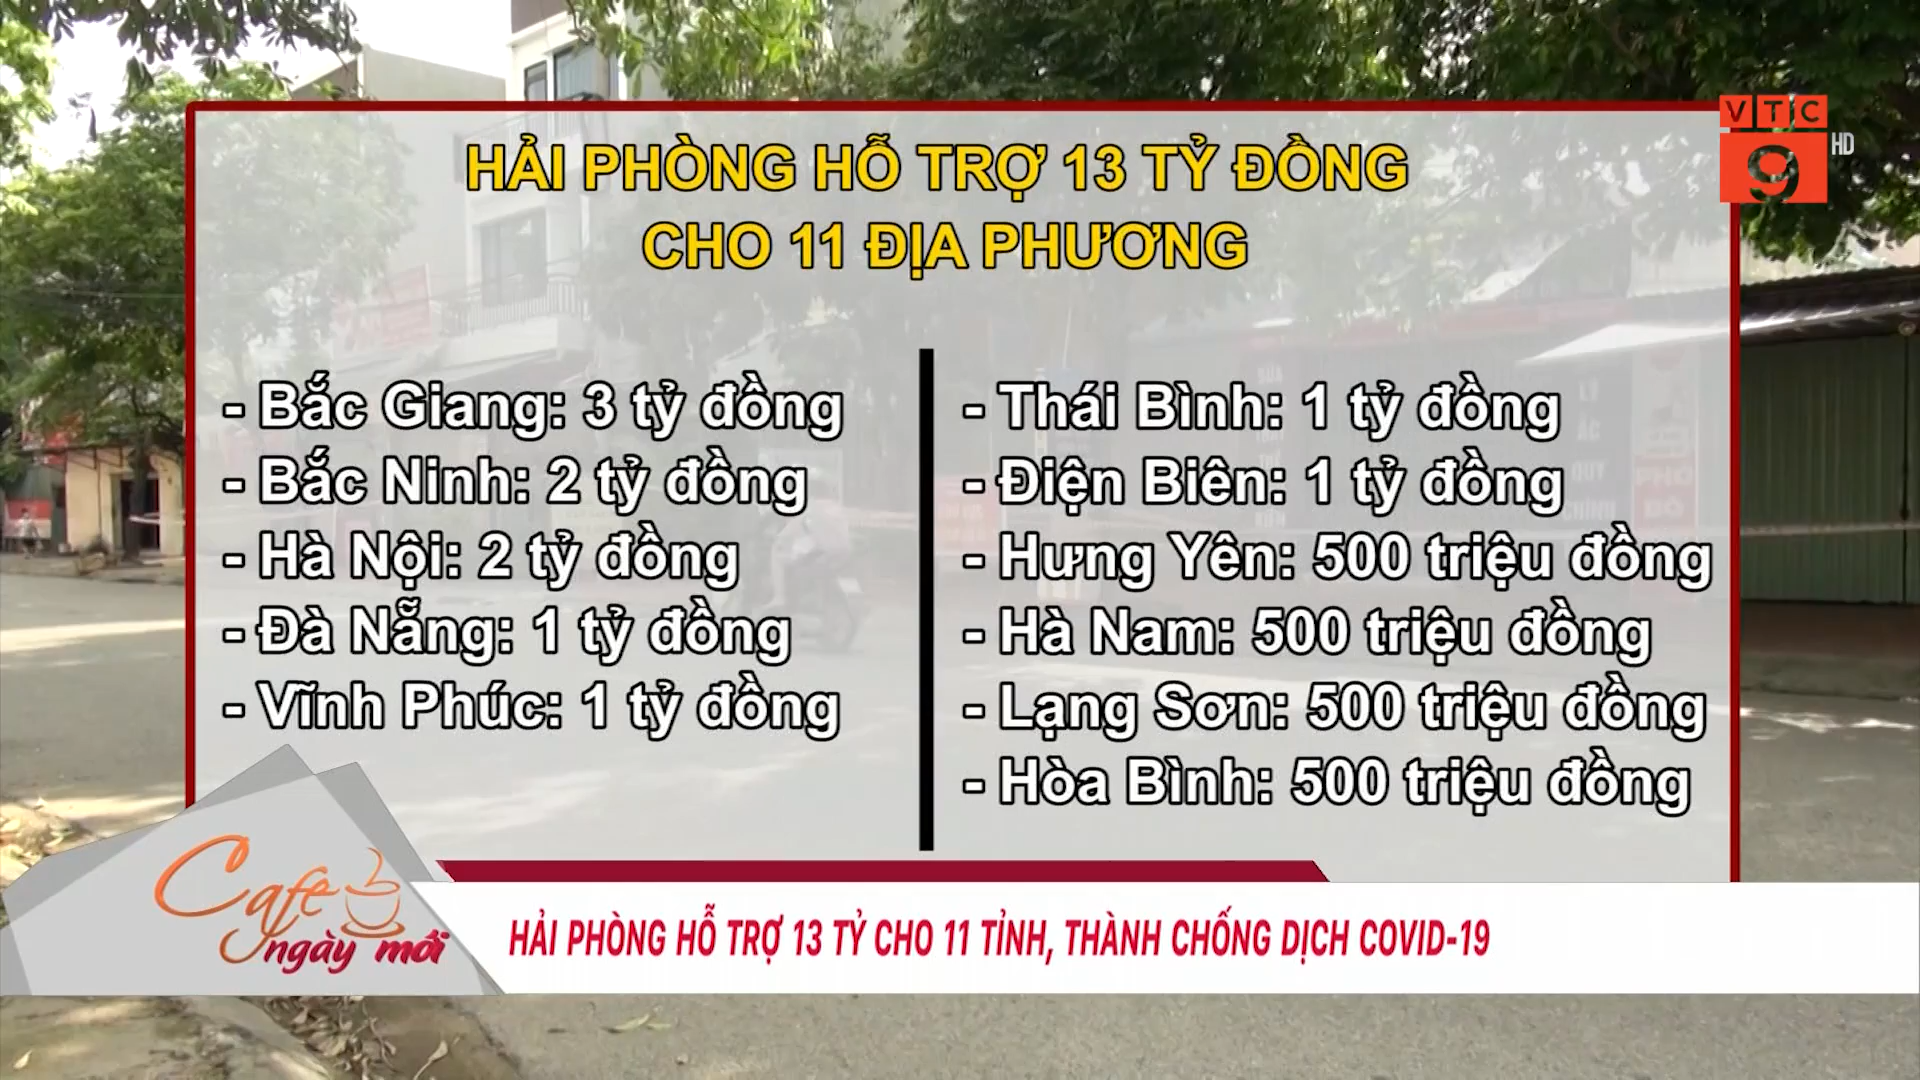 VTC
9
HD
HẢI PHÒNG HỖ TRỢ 13 TỶ ĐỒNG
CHO 11 ĐỊA PHƯƠNG
- Bắc Giang: 3 tỷ đồng
- Bắc Ninh: 2 tỷ đồng
- Hà Nội: 2 tỷ đồng
- Đà Nẵng: 1 tỷ đồng
- Vĩnh Phúc: 1 tỷ đồng
- Thái Bình: 1 tỷ đồng
- Điện Biên: 1 tỷ đồng
- Hưng Yên: 500 triệu đồng
- Hà Nam: 500 triệu đồng
- Lạng Sơn: 500 triệu đồng
- Hòa Bình: 500 triệu đồng
Cafe
ngày mới
HẢI PHÒNG HỖ TRỢ 13 TỶ CHO 11 TỈNH, THÀNH CHỐNG DỊCH COVID-19